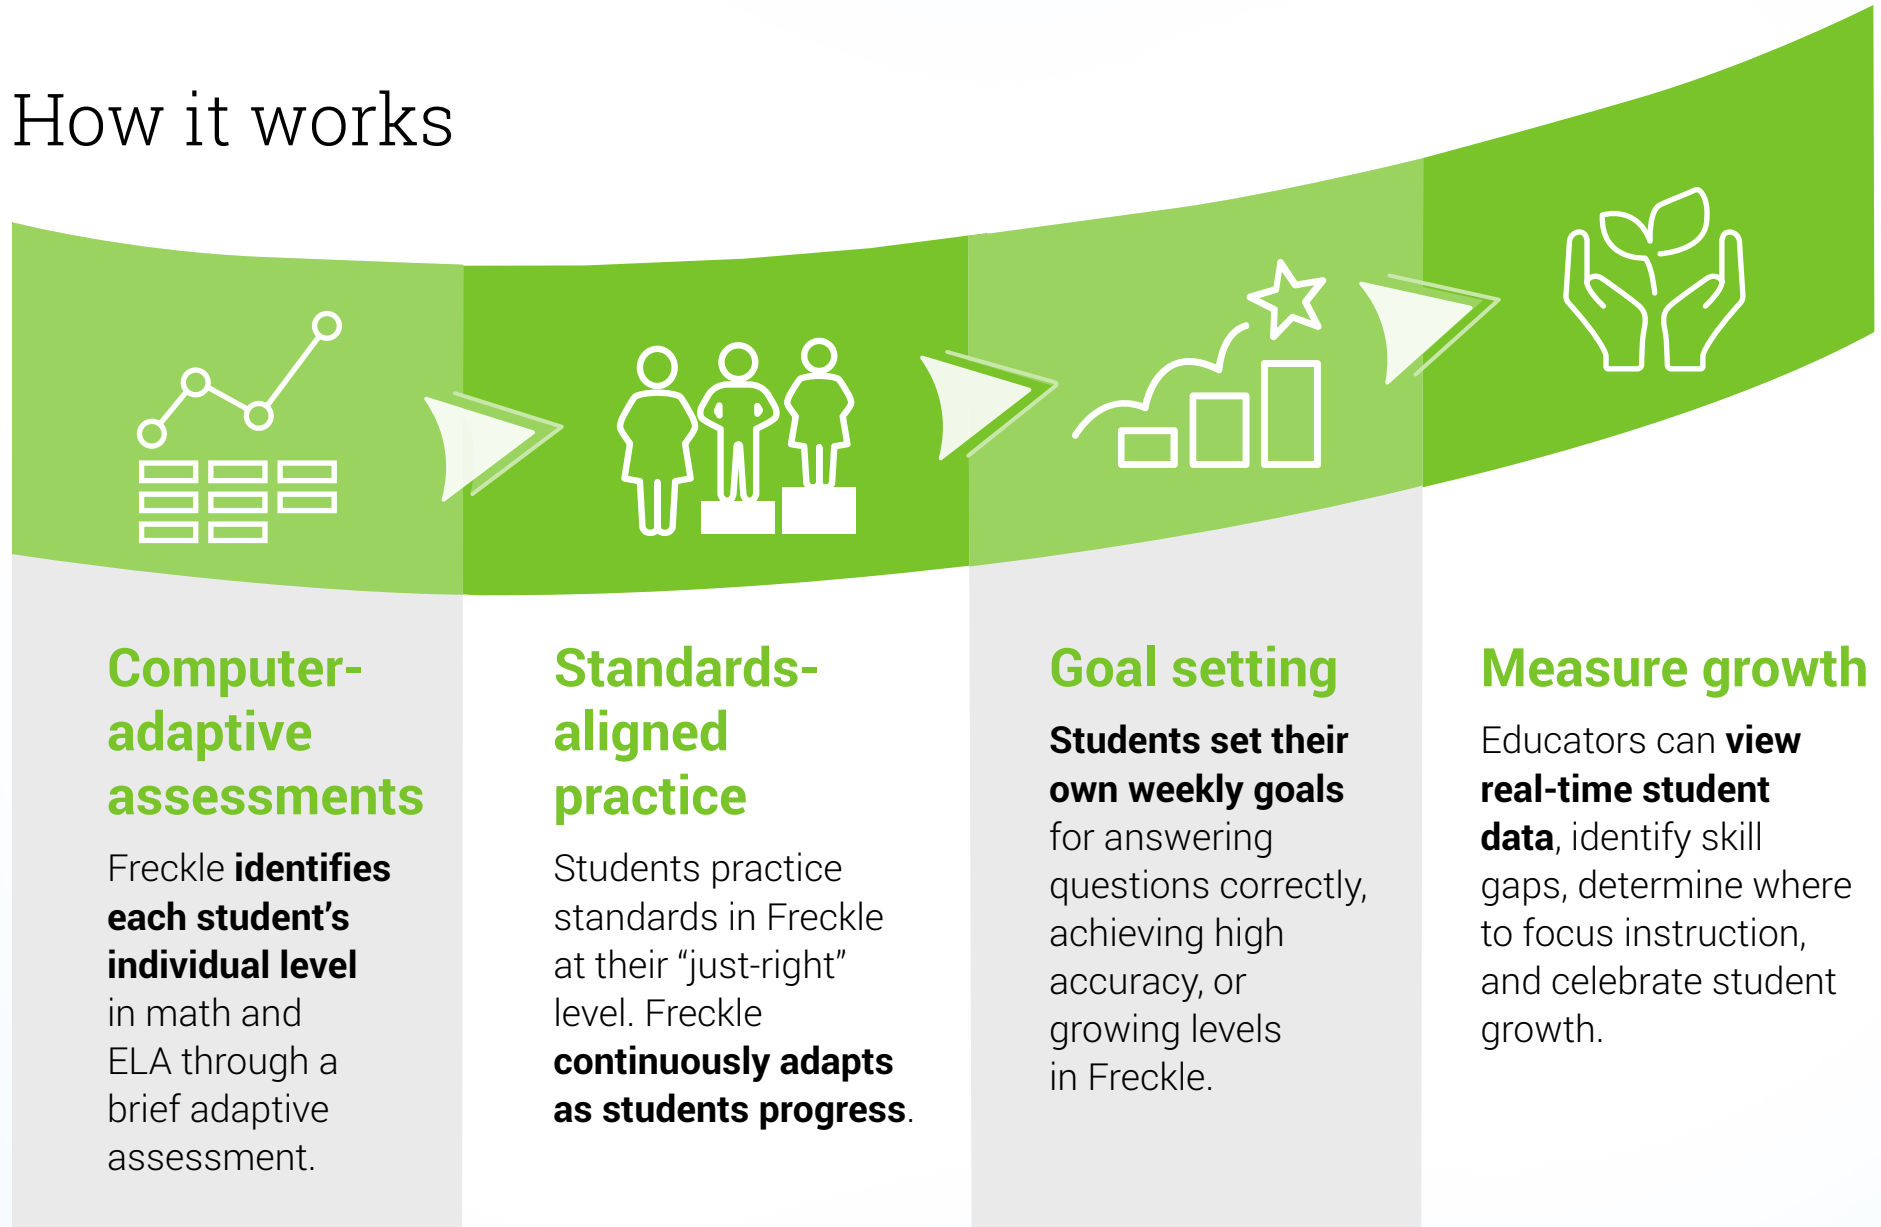 How it works
Computer-
adaptive
assessments
Freckle identifies
each student's
individual level
in math and
ELA through a
brief adaptive
assessment.
Standards-
aligned
practice
Students practice
standards in Freckle
at their “just-right”
level. Freckle
continuously adapts
as students progress.
Goal setting
Students set their
own weekly goals
for answering
questions correctly,
achieving high
accuracy, or
growing levels
in Freckle.
Measure growth
Educators can view
real-time student
data, identify skill
gaps, determine where
to focus instruction,
and celebrate student
growth.